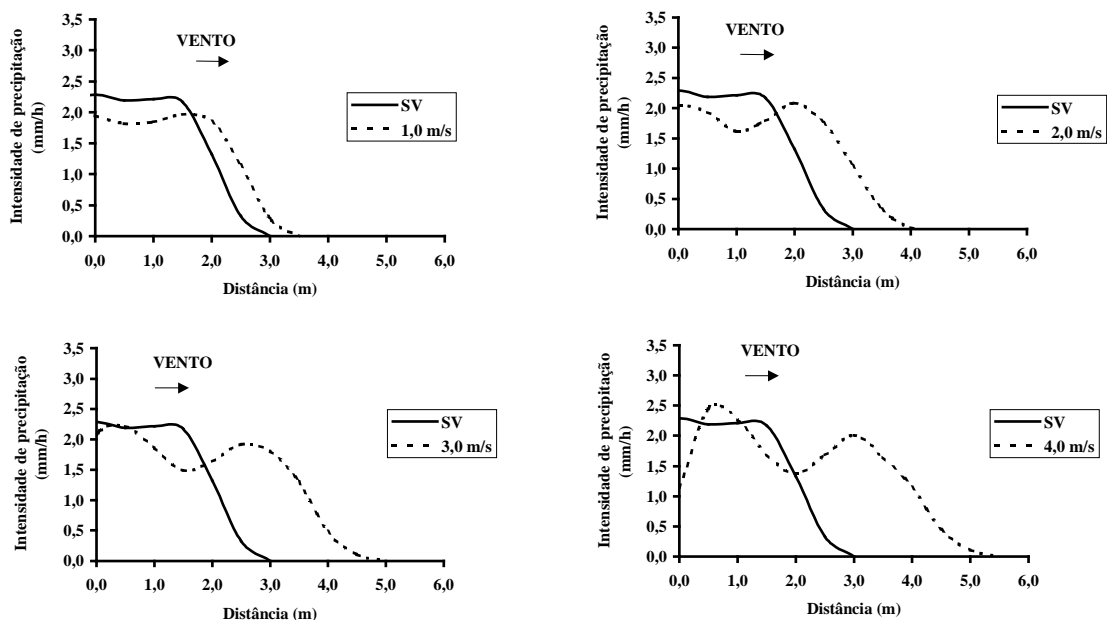 3,5
3,0
2,5
2,0
1,5
1,0
0,5
0,0
Intensidade de precipitação
(mm/h)
VENTO
SV
1,0 m/s
0,0 1,0 2,0 3,0 4,0 5,0 6,0
Distância (m)
3,5
3,0
2,5
2,0
1,5
1,0
0,5
0,0
Intensidade de precipitação
(mm/h)
VENTO
SV
2,0 m/s
0,0 1,0 2,0 3,0 4,0 5,0 6,0
Distância (m)
3,5
3,0
2,5
2,0
1,5
1,0
0,5
0,0
Intensidade de precipitação
(mm/h)
VENTO
SV
3,0 m/s
0,0 1,0 2,0 3,0 4,0 5,0 6,0
Distância (m)
3,5
3,0
2,5
2,0
1,5
1,0
0,5
0,0
Intensidade de precipitação
(mm/h)
VENTO
SV
4,0 m/s
0,0 1,0 2,0 3,0 4,0 5,0 6,0
Distância (m)